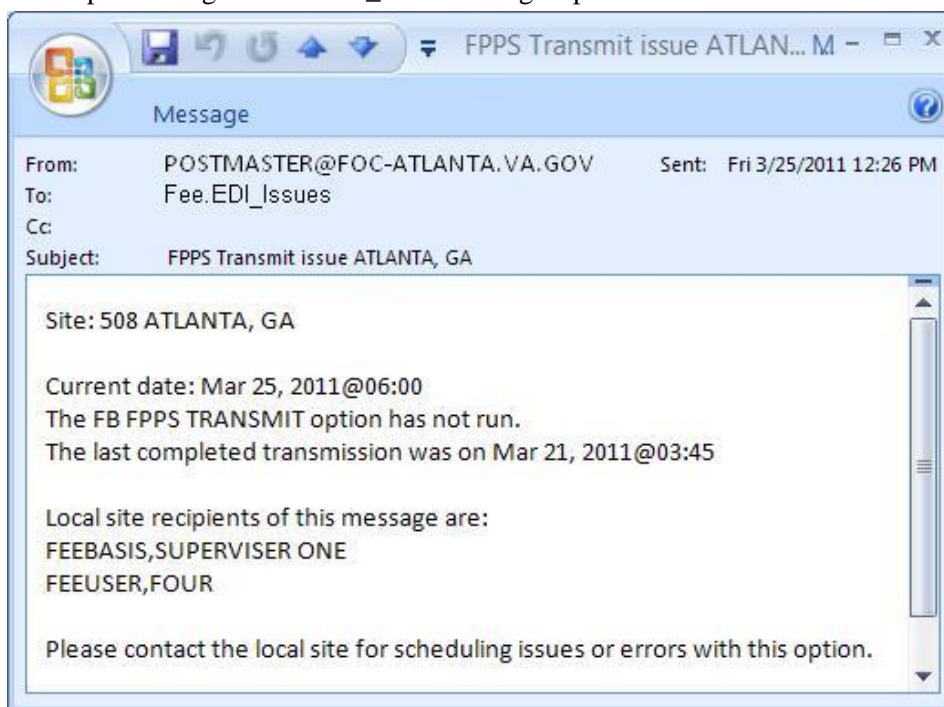 FPPS Transmit issue ATLAN... M
Message
From: POSTMASTER@FOC-ATLANTA.VA.GOV Sent: Fri 3/25/2011 12:26 PM
To: Fee.EDI_Issues
Cc:
Subject: FPPS Transmit issue ATLANTA, GA
Site: 508 ATLANTA, GA
Current date: Mar 25, 2011@06:00
The FB FPPS TRANSMIT option has not run.
The last completed transmission was on Mar 21, 2011@03:45
Local site recipients of this message are:
FEEBASIS,SUPERVISER ONE
FEEUSER,FOUR
Please contact the local site for scheduling issues or errors with this option.